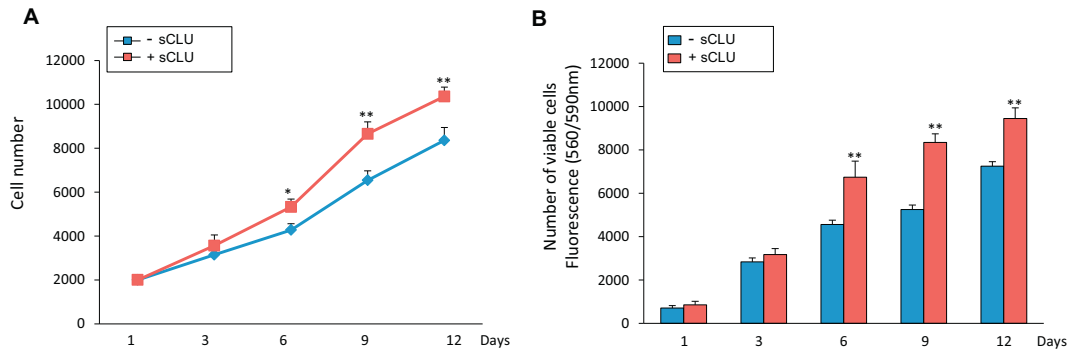 A
- sCLU
+ sCLU
12000
10000
8000
6000
4000
2000
0
Cell number
*
**
**
1 3 6 9 12 Days
B
- sCLU
+ sCLU
12000
10000
8000
6000
4000
2000
0
Number of viable cells
Fluorescence (560/590nm)
**
**
**
1 3 6 9 12 Days